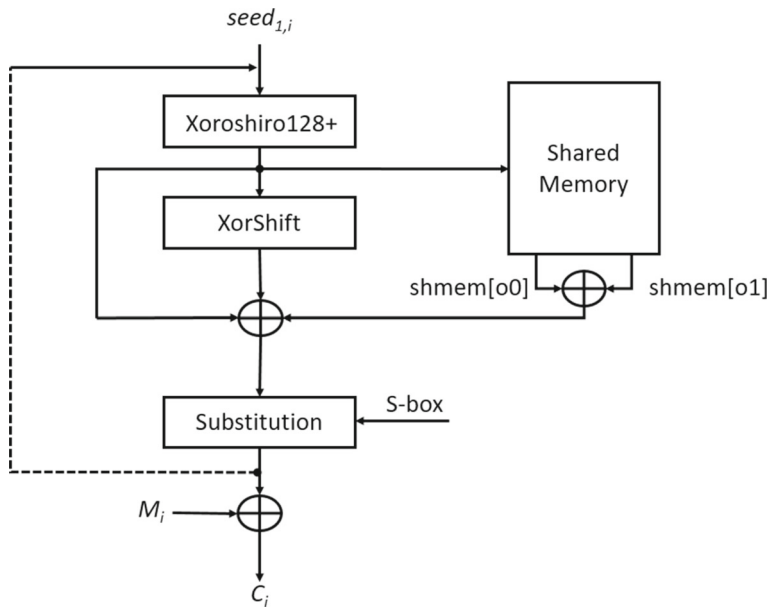 seed1,i
Xoroshiro128+
Shared
Memory
XorShift
shmem[o0]
shmem[o1]
S-box
Substitution
Mi
Ci